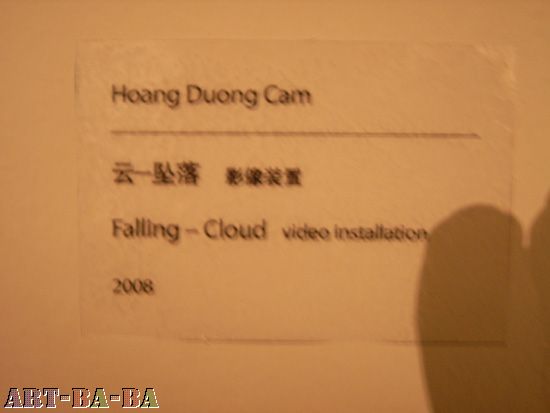 Hoang Duong Cam
云一坠落 影像装置
Falling – Cloud video installation
2008
ART-BA-BA